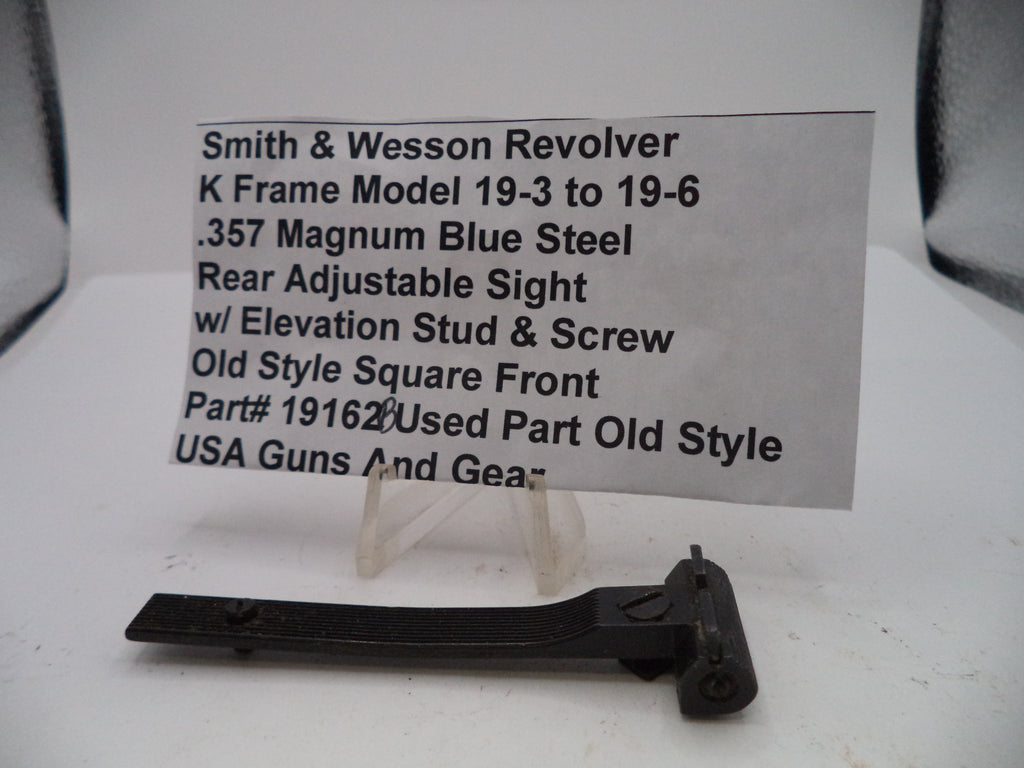 Smith & Wesson Revolver
K Frame Model 19-3 to 19-6
.357 Magnum Blue Steel
Rear Adjustable Sight
w/ Elevation Stud & Screw
Old Style Square Front
Part# 19162B Used Part Old Style
USA Guns And Gear